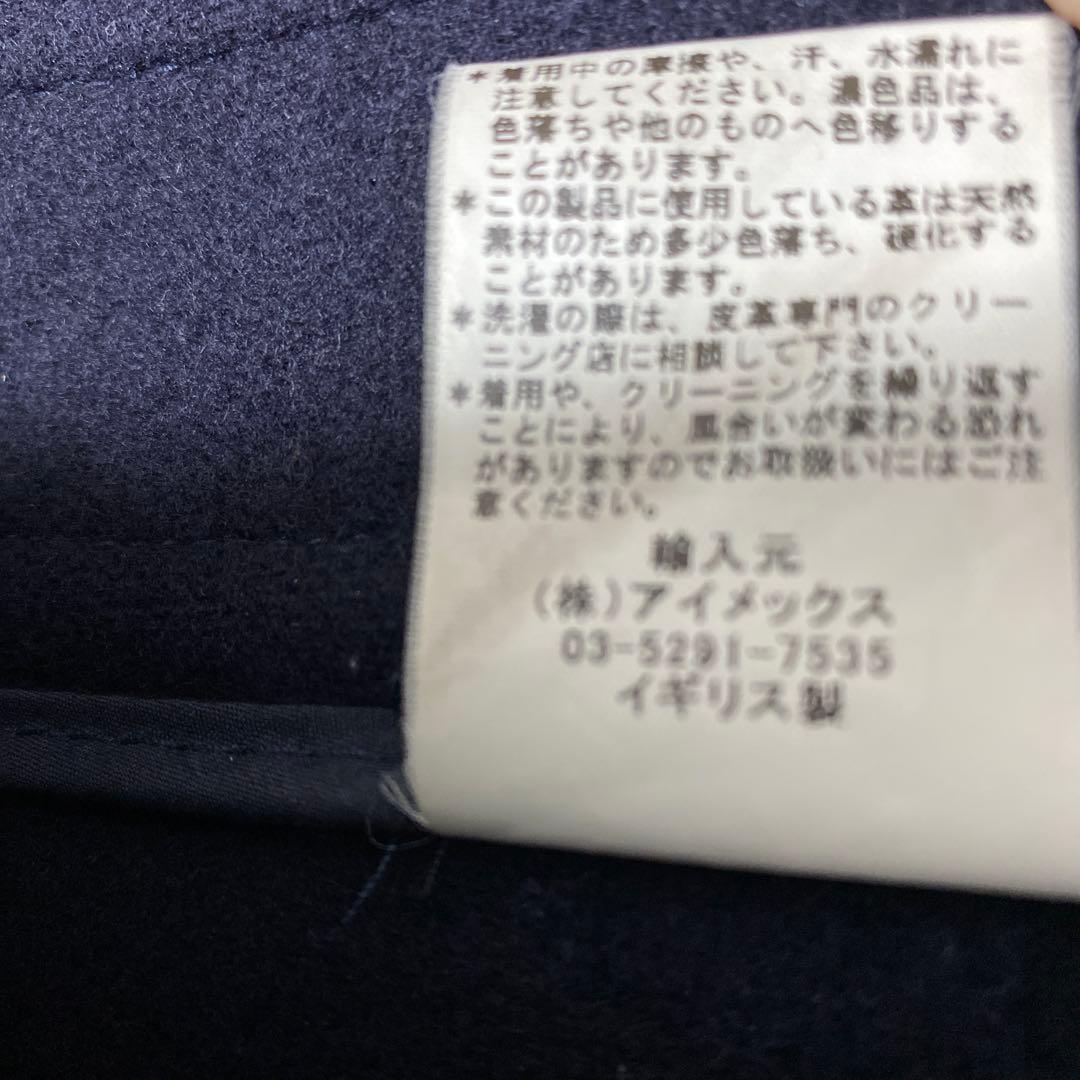 *着用中の摩擦や、汗、水漏れに
注意してください。濃色品は、
色落ちや他のものへ色移りする
ことがあります。
*この製品に使用している革は天然
素材のため多少色落ち、硬化する
ことがあります。
*洗濯の際は、皮革専門のクリー
ニング店に相談して下さい。
*着用や、クリーニングを繰り返す
ことにより、風合いが変わる恐れ
がありますのでお取扱いにはご注
意ください。
輸入元
(株)アイメックス
03-5291-7535
イギリス製